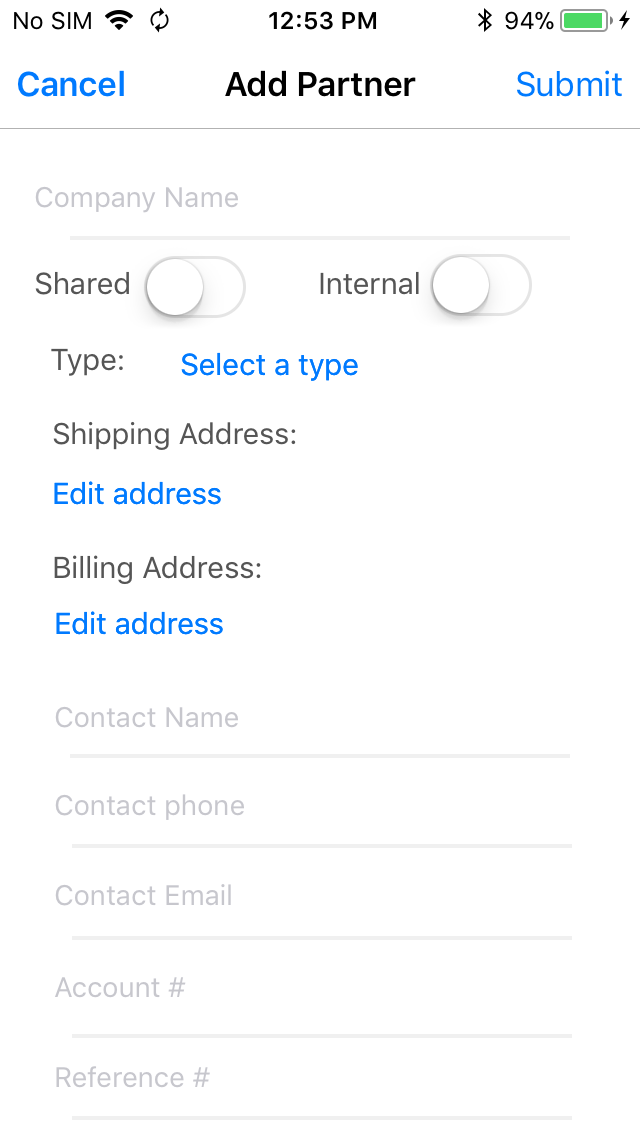 No SIM 12:53 PM 94%
Cancel Add Partner Submit
Company Name
Shared Internal
Type: Select a type
Shipping Address:
Edit address
Billing Address:
Edit address
Contact Name
Contact phone
Contact Email
Account #
Reference #